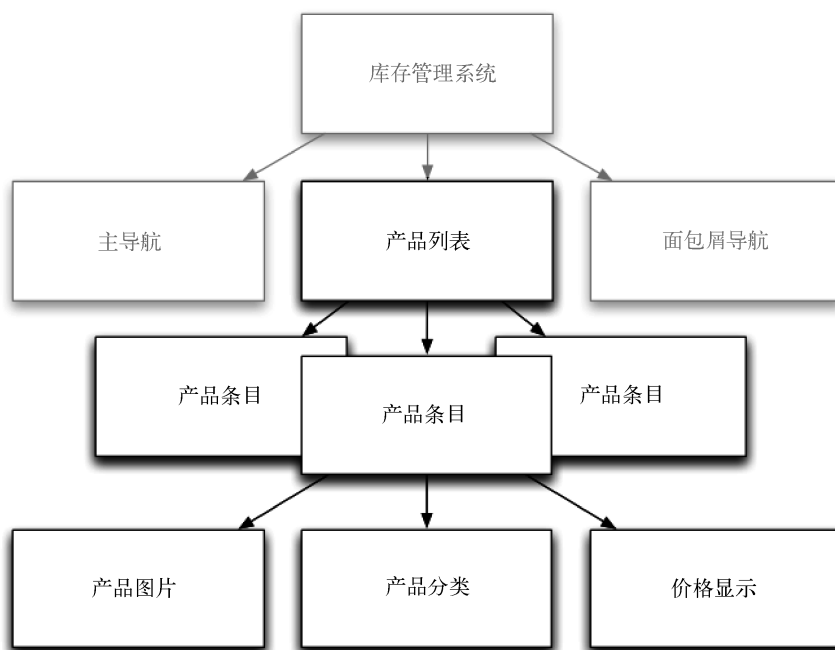 库存管理系统
主导航
产品列表
面包屑导航
产品条目
产品条目
产品条目
产品图片
产品分类
价格显示